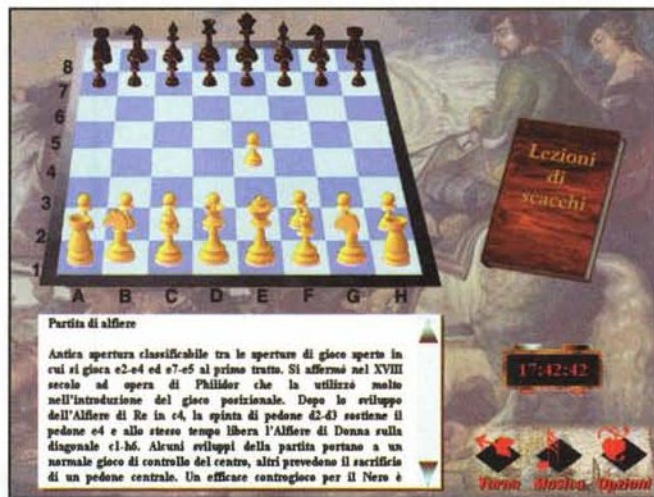 8
7
6
5
4
3
2
1
A B C D E F G H
Lezioni
di
scacchi
Partita di alfiere
Antica apertura classificabile tra le aperture di gioco aperto in
cui si gioca e2-e4 ed e7-e5 al primo tratto. Si affermò nel XVIII
secolo ad opera di Philidor che la utilizzò molto
nell'introduzione del gioco posizionale. Dopo lo sviluppo
dell'Alfiere di Re in c4, la spinta di pedone d2-d3 sostiene il
pedone e4 e allo stesso tempo libera l'Alfiere di Donna sulla
diagonale c1-h6. Alcuni sviluppi della partita portano a un
normale gioco di controllo del centro, altri prevedono il sacrificio
di un pedone centrale. Un efficace controgioco per il Nero è
17:42:42
Torna Mosica Opzioni